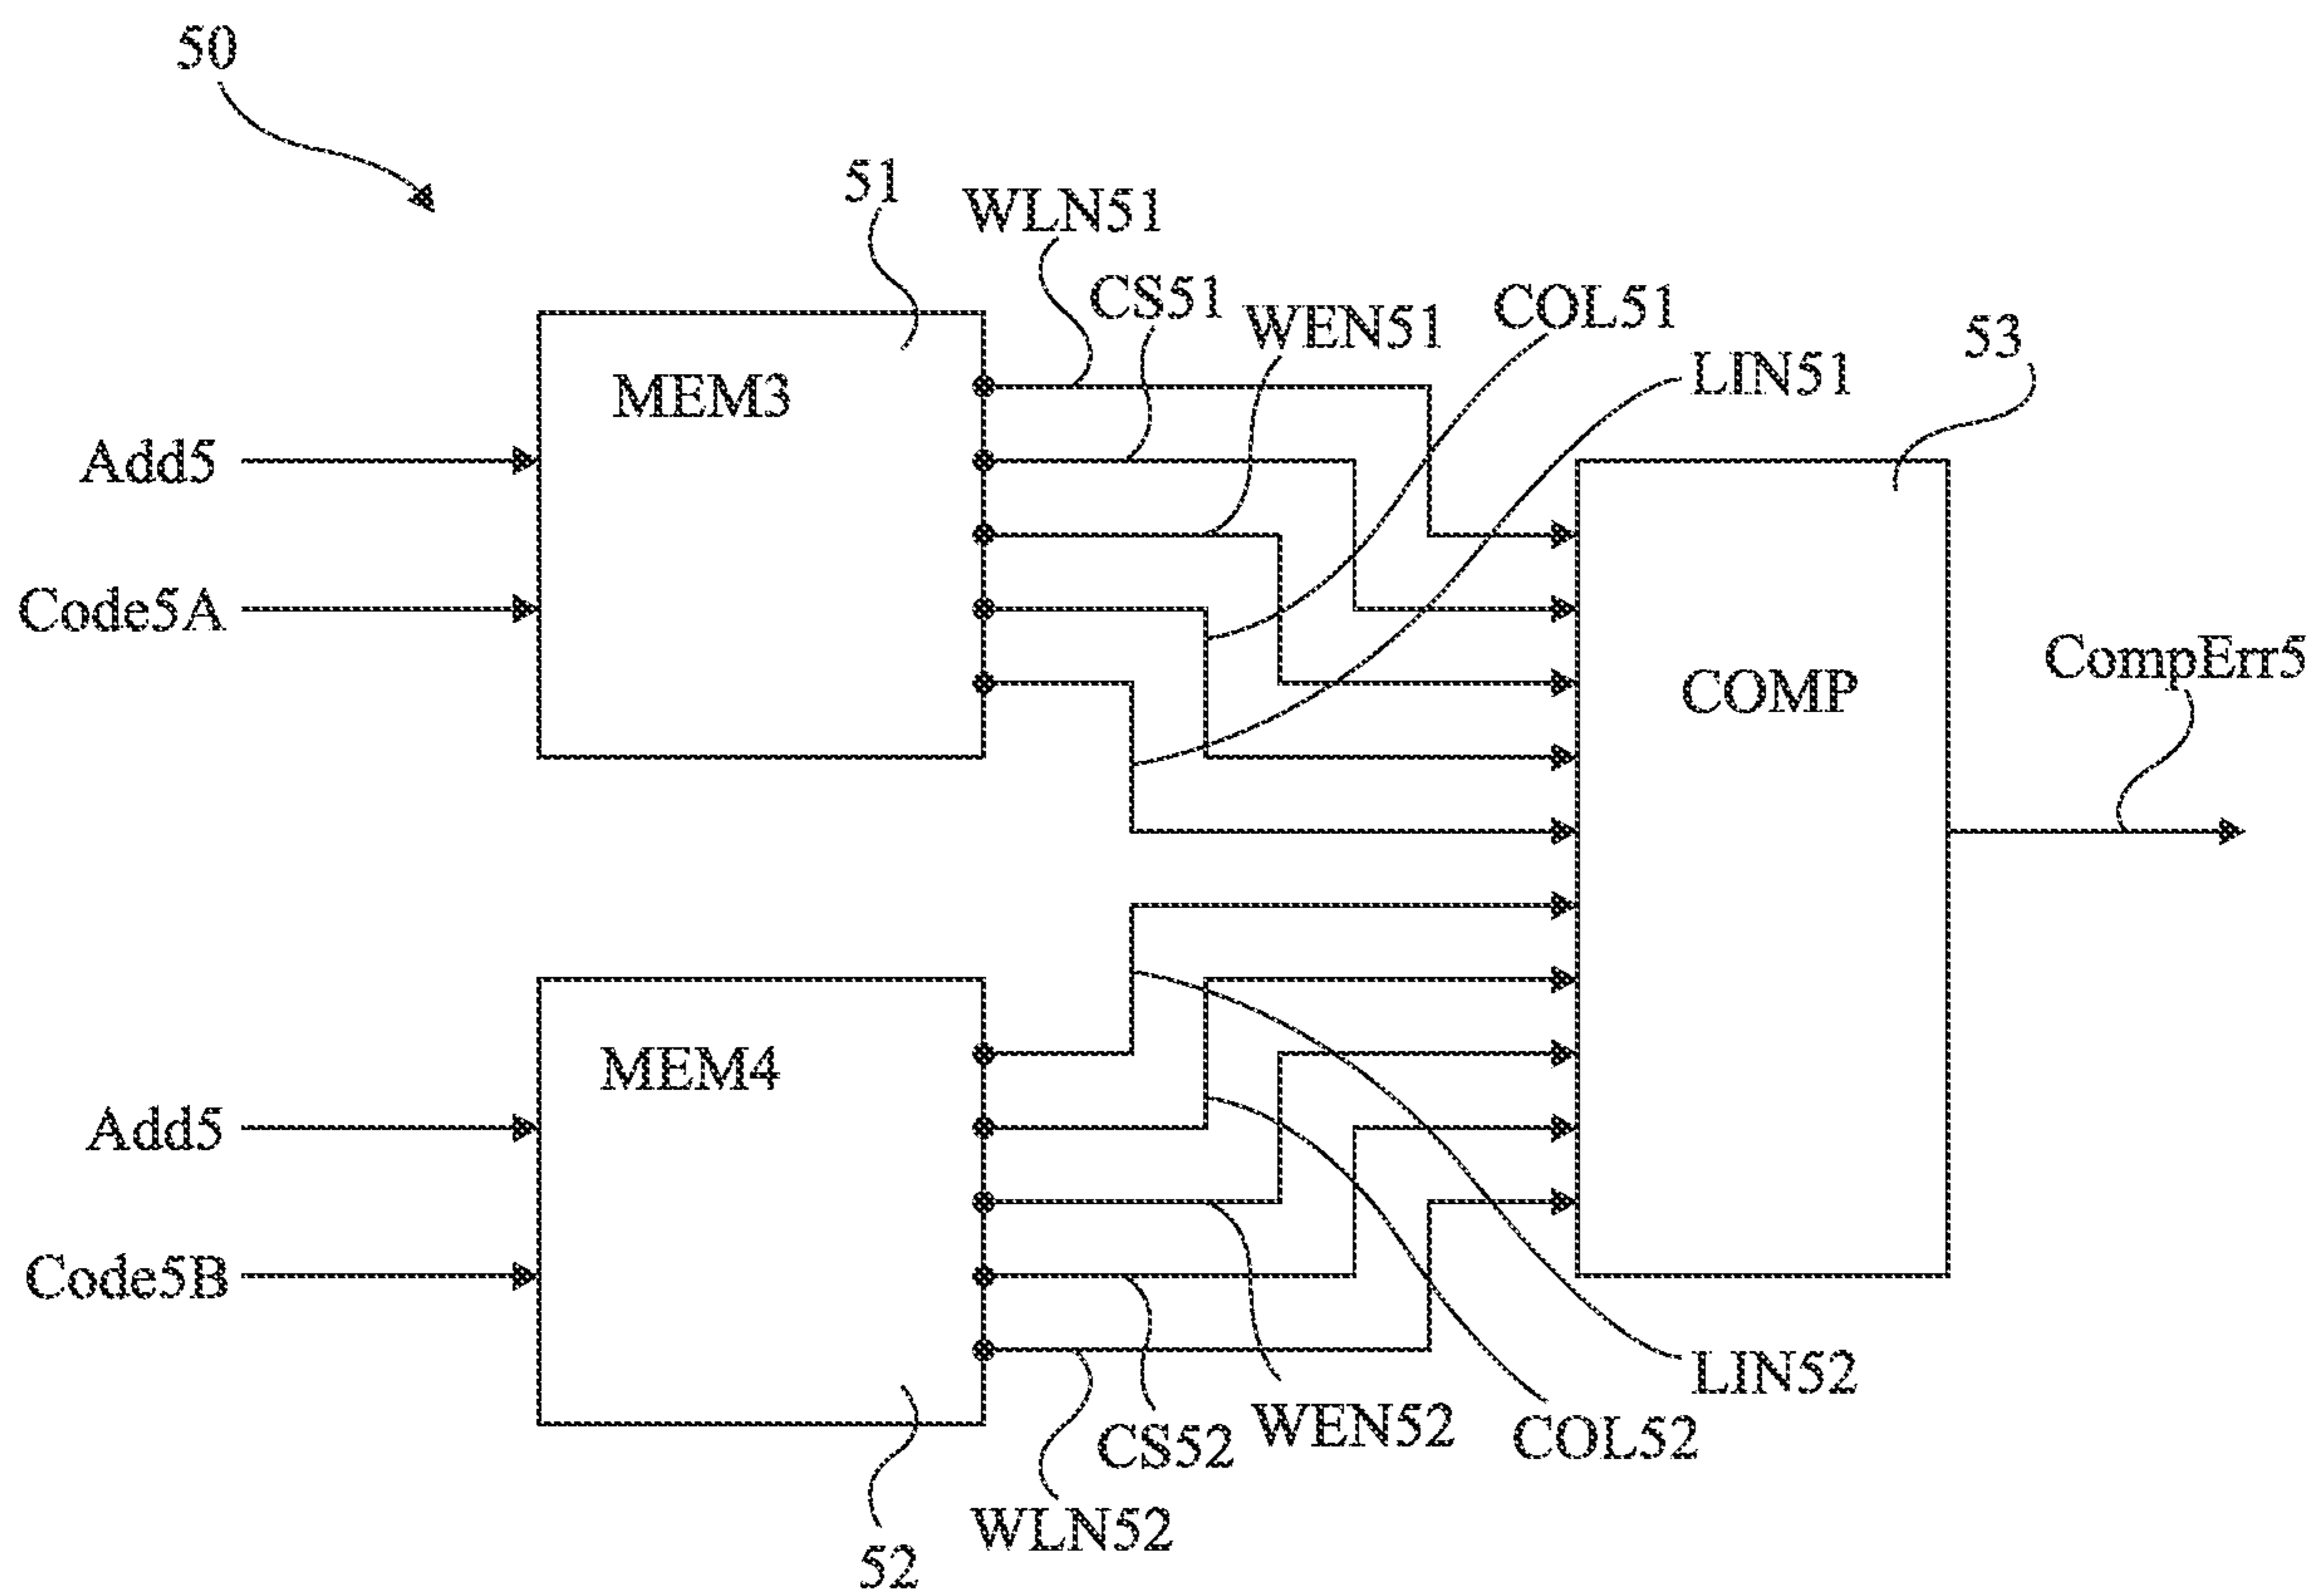 50
51
WLN51
CS51
WEN51
COL51
LIN51
53
MEM3
Add5
Code5A
COMP
CompErr5
MEM4
Add5
Code5B
LIN52
COL52
WEN52
CS52
WLN52
52